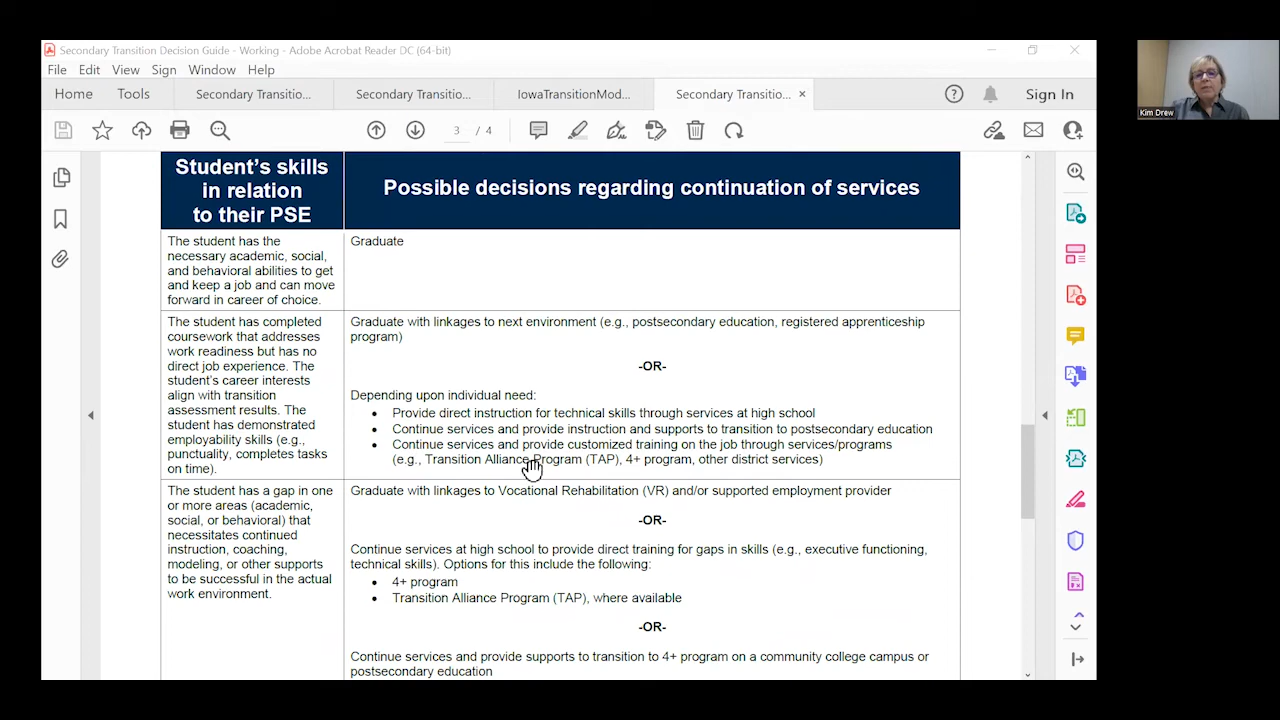 Secondary Transition Decision Guide - Working - Adobe Acrobat Reader DC (64-bit)
File Edit View Sign Window Help
Home Tools Secondary Transitio... Secondary Transitio... IowaTransitionMod... Secondary Transitio... × Sign In
3 / 4
Student's skills
in relation
to their PSE
Possible decisions regarding continuation of services
The student has the
necessary academic, social,
and behavioral abilities to get
and keep a job and can move
forward in career of choice.
Graduate
The student has completed
coursework that addresses
work readiness but has no
direct job experience. The
student's career interests
align with transition
assessment results. The
student has demonstrated
employability skills (e.g.,
punctuality, completes tasks
on time).
Graduate with linkages to next environment (e.g., postsecondary education, registered apprenticeship
program)
-OR-
Depending upon individual need:
• Provide direct instruction for technical skills through services at high school
• Continue services and provide instruction and supports to transition to postsecondary education
• Continue services and provide customized training on the job through services/programs
(e.g., Transition Alliance Program (TAP), 4+ program, other district services)
The student has a gap in one
or more areas (academic,
social, or behavioral) that
necessitates continued
instruction, coaching,
modeling, or other supports
to be successful in the actual
work environment.
Graduate with linkages to Vocational Rehabilitation (VR) and/or supported employment provider
-OR-
Continue services at high school to provide direct training for gaps in skills (e.g., executive functioning,
technical skills). Options for this include the following:
• 4+ program
• Transition Alliance Program (TAP), where available
-OR-
Continue services and provide supports to transition to 4+ program on a community college campus or
postsecondary education
Kim Drew